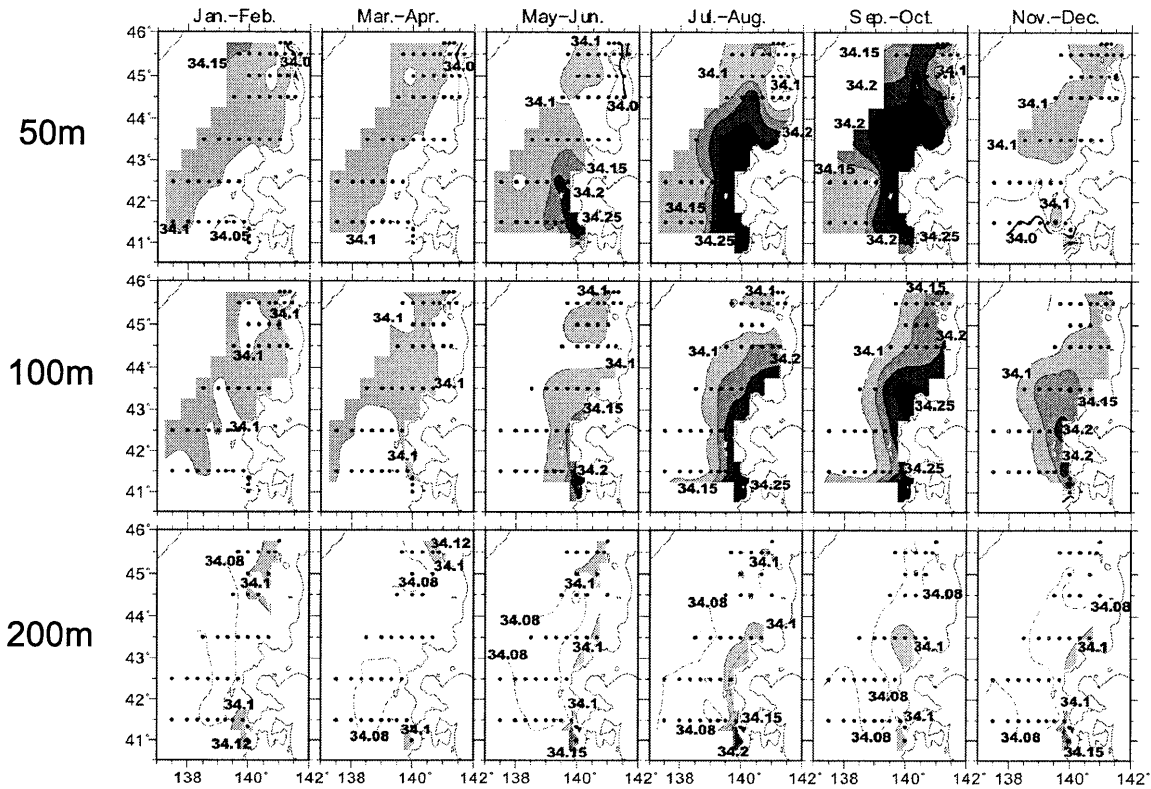 Jan.-Feb. Mar.-Apr. May-Jun. Jul.-Aug. Sep.-Oct. Nov.-Dec.
50m
46° 45° 44° 43° 42° 41°
34.15 34.0 34.1 34.05
34.1
34.1 34.1 34.0 34.15 34.2 34.25
34.1 34.1 34.2 34.15 34.25
34.15 34.1 34.2 34.2 34.15 34.2 34.25
34.1 34.1 34.1 34.0
100m
46° 45° 44° 43° 42° 41°
34.1 34.1 34.1
34.1 34.1 34.1
34.1 34.1 34.15 34.2
34.1 34.2 34.15 34.25
34.15 34.2 34.1 34.25 34.25
34.1 34.15 34.2 34.2
200m
46° 45° 44° 43° 42° 41°
34.08 34.1 34.1 34.12
34.12 34.1 34.08 34.08 34.1
34.1 34.08 34.1 34.08 34.1 34.15
34.1 34.08 34.1 34.08 34.15 34.2
34.08 34.1 34.08 34.1 34.08
34.08 34.1 34.1 34.08 34.15
138° 140° 142° 138° 140° 142° 138° 140° 142° 138° 140° 142° 138° 140° 142° 138° 140° 142°